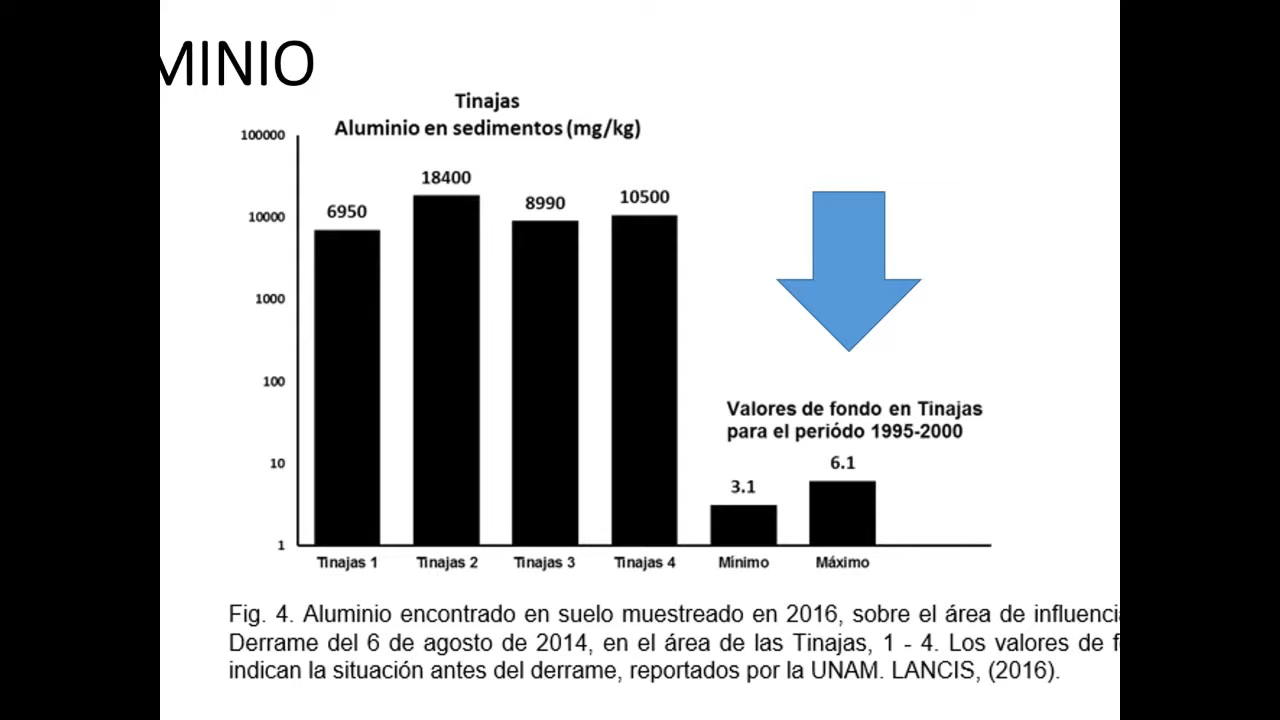 MINIO
Tinajas
Aluminio en sedimentos (mg/kg)
100000
10000
1000
100
10
1
6950
18400
8990
10500
Valores de fondo en Tinajas
para el periódo 1995-2000
3.1
6.1
Tinajas 1
Tinajas 2
Tinajas 3
Tinajas 4
Mínimo
Máximo
Fig. 4. Aluminio encontrado en suelo muestreado en 2016, sobre el área de influenci
Derrame del 6 de agosto de 2014, en el área de las Tinajas, 1 - 4. Los valores de f
indican la situación antes del derrame, reportados por la UNAM. LANCIS, (2016).